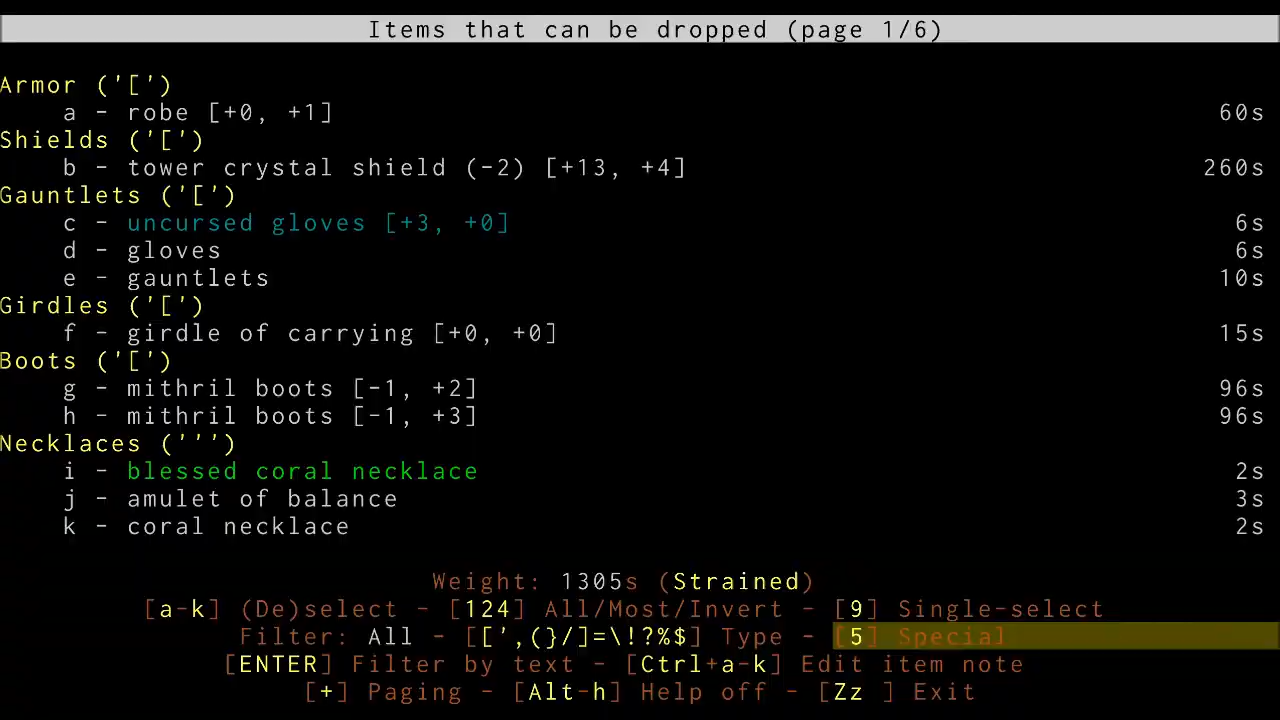 Items that can be dropped (page 1/6)
Armor ('[')
a - robe [+0, +1] 60s
Shields ('[')
b - tower crystal shield (-2) [+13, +4] 260s
Gauntlets ('[')
c - uncursed gloves [+3, +0] 6s
d - gloves 6s
e - gauntlets 10s
Girdles ('[')
f - girdle of carrying [+0, +0] 15s
Boots ('[')
g - mithril boots [-1, +2] 96s
h - mithril boots [-1, +3] 96s
Necklaces (''')
i - blessed coral necklace 2s
j - amulet of balance 3s
k - coral necklace 2s
Weight: 1305s (Strained)
[a-k] (De)select - [124] All/Most/Invert - [9] Single-select
Filter: All - [[',(}/]=\!?%$] Type - [5] Special
[ENTER] Filter by text - [Ctrl+a-k] Edit item note
[+] Paging - [Alt-h] Help off - [Zz ] Exit